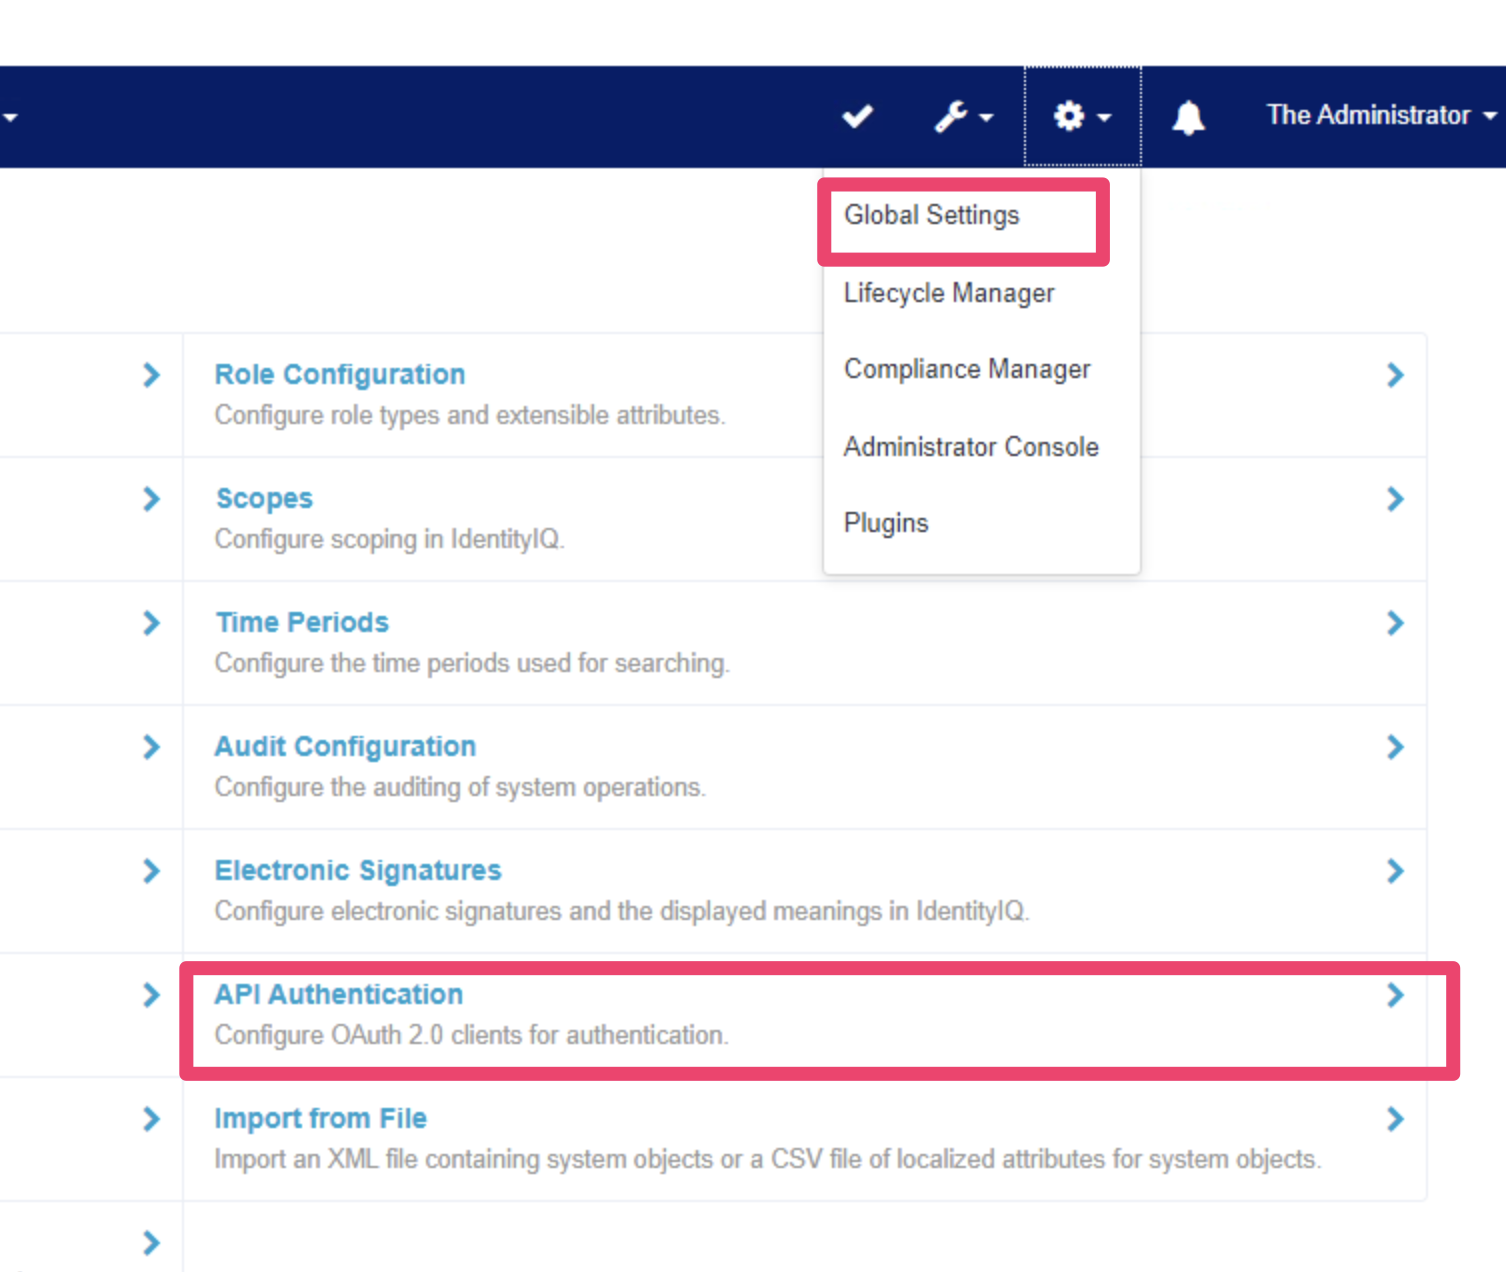 The Administrator
Global Settings
Lifecycle Manager
Compliance Manager
Administrator Console
Plugins
Role Configuration
Configure role types and extensible attributes.
Scopes
Configure scoping in IdentityIQ.
Time Periods
Configure the time periods used for searching.
Audit Configuration
Configure the auditing of system operations.
Electronic Signatures
Configure electronic signatures and the displayed meanings in IdentityIQ.
API Authentication
Configure OAuth 2.0 clients for authentication.
Import from File
Import an XML file containing system objects or a CSV file of localized attributes for system objects.